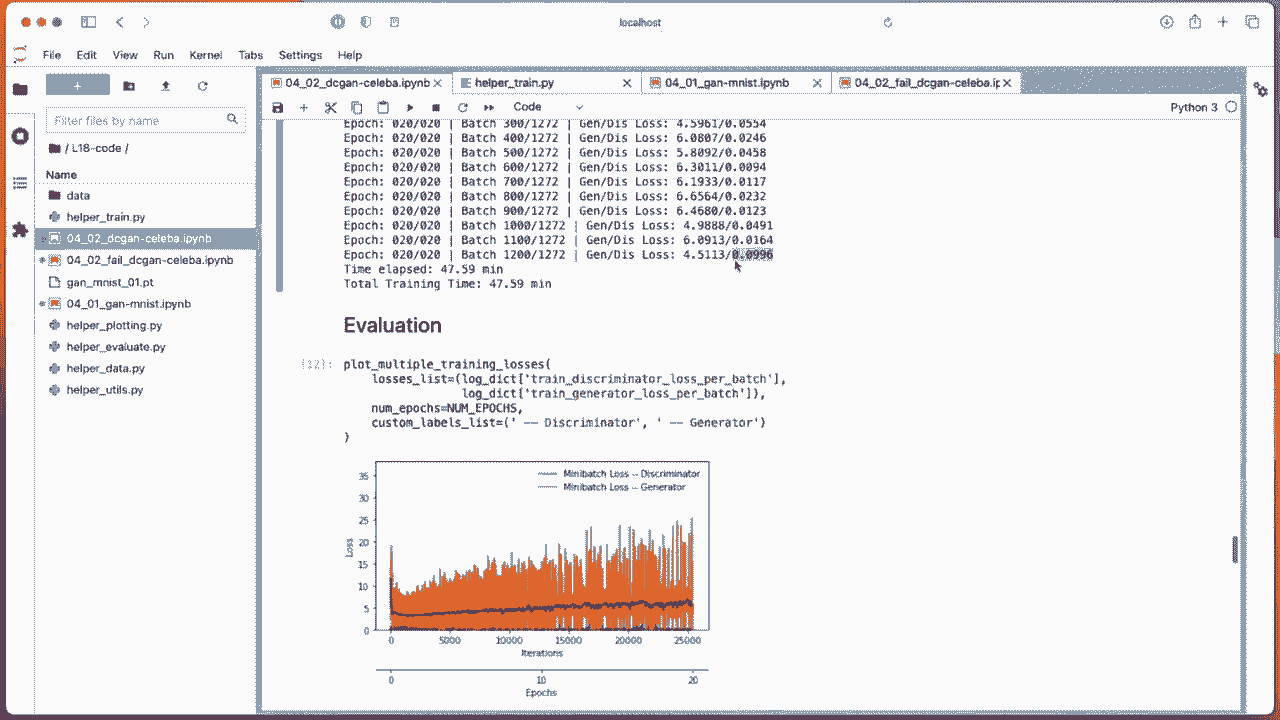 localhost
File Edit View Run Kernel Tabs Settings Help
04_02_dcgan-celeba.ipynb
helper_train.py
04_01_gan-mnist.ipynb
04_02_fail_dcgan-celeba.ip
Code
Python 3
Filter files by name
/ L18-code /
Name
data
helper_train.py
04_02_dcgan-celeba.ipynb
04_02_fail_dcgan-celeba.ipynb
gan_mnist_01.pt
04_01_gan-mnist.ipynb
helper_plotting.py
helper_evaluate.py
helper_data.py
helper_utils.py
Epoch: 020/020 | Batch 300/1272 | Gen/Dis Loss: 4.5961/0.0554
Epoch: 020/020 | Batch 400/1272 | Gen/Dis Loss: 6.0807/0.0246
Epoch: 020/020 | Batch 500/1272 | Gen/Dis Loss: 5.8092/0.0458
Epoch: 020/020 | Batch 600/1272 | Gen/Dis Loss: 6.3011/0.0094
Epoch: 020/020 | Batch 700/1272 | Gen/Dis Loss: 6.1933/0.0117
Epoch: 020/020 | Batch 800/1272 | Gen/Dis Loss: 6.6564/0.0232
Epoch: 020/020 | Batch 900/1272 | Gen/Dis Loss: 6.4680/0.0123
Epoch: 020/020 | Batch 1000/1272 | Gen/Dis Loss: 4.9888/0.0491
Epoch: 020/020 | Batch 1100/1272 | Gen/Dis Loss: 6.0913/0.0164
Epoch: 020/020 | Batch 1200/1272 | Gen/Dis Loss: 4.5113/0.0996
Time elapsed: 47.59 min
Total Training Time: 47.59 min
Evaluation
[12]: plot_multiple_training_losses(
losses_list=(log_dict['train_discriminator_loss_per_batch'],
log_dict['train_generator_loss_per_batch']),
num_epochs=NUM_EPOCHS,
custom_labels_list=(' -- Discriminator', ' -- Generator')
)
Minibatch Loss -- Discriminator
Minibatch Loss -- Generator
35
30
25
20
15
10
5
0
Loss
0 5000 10000 15000 20000 25000
Iterations
0 10 20
Epochs